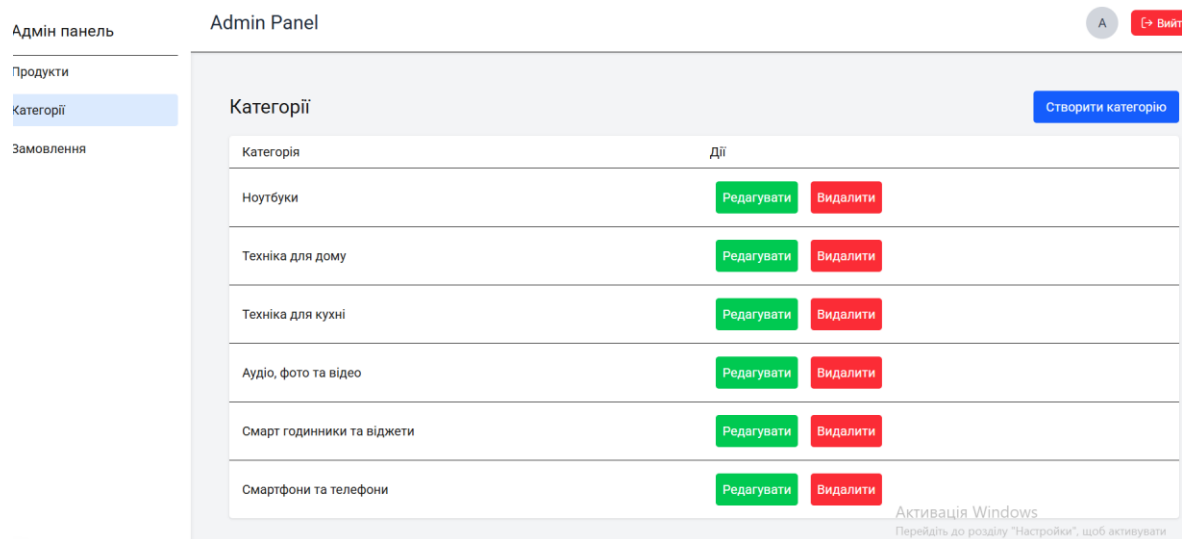 Адмін панель
Продукти
Категорії
Замовлення
Admin Panel
A
Категорії
Створити категорію
Категорія Дії
Ноутбуки Редагувати Видалити
Техніка для дому Редагувати Видалити
Техніка для кухні Редагувати Видалити
Аудіо, фото та відео Редагувати Видалити
Смарт годинники та віджети Редагувати Видалити
Смартфони та телефони Редагувати Видалити
Активація Windows
Перейдіть до розділу "Настройки", щоб активувати